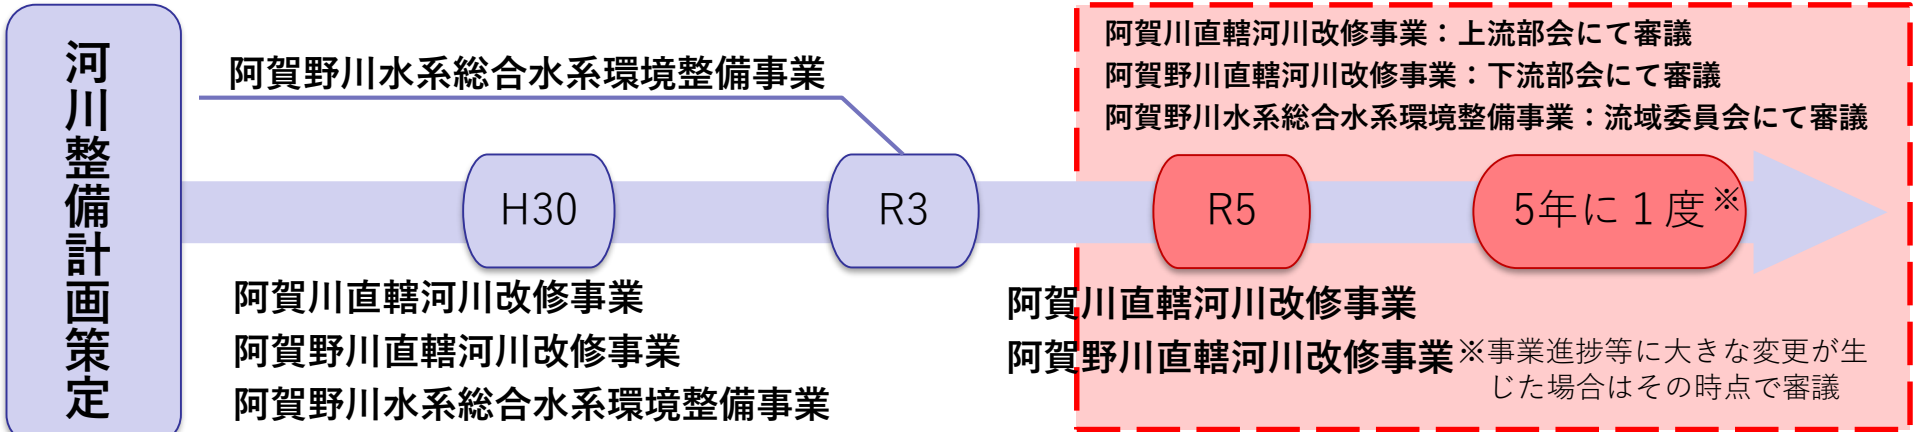 河川整備計画策定
阿賀野川水系総合水系環境整備事業
H30
R3
R5
5年に1度※
阿賀川直轄河川改修事業
阿賀野川直轄河川改修事業
阿賀野川水系総合水系環境整備事業
阿賀川直轄河川改修事業：上流部会にて審議
阿賀野川直轄河川改修事業：下流部会にて審議
阿賀野川水系総合水系環境整備事業：流域委員会にて審議
阿賀川直轄河川改修事業
阿賀野川直轄河川改修事業
※事業進捗等に大きな変更が生
じた場合はその時点で審議